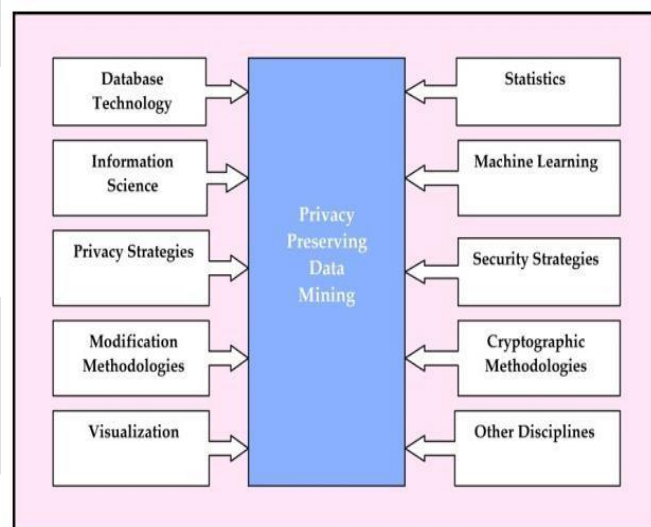 Database
Technology
Information
Science
Privacy Strategies
Modification
Methodologies
Visualization
Privacy
Preserving
Data
Mining
Statistics
Machine Learning
Security Strategies
Cryptographic
Methodologies
Other Disciplines